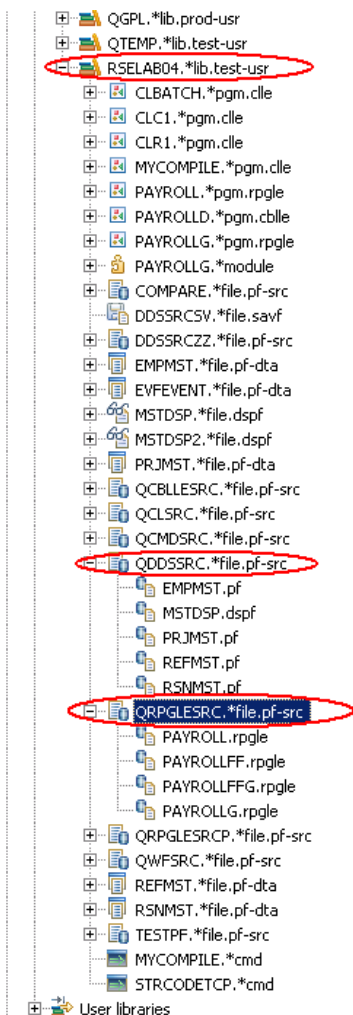 QGPL.*lib.prod-usr
QTEMP.*lib.test-usr
RSELAB04.*lib.test-usr
CLBATCH.*pgm.clle
CLC1.*pgm.clle
CLR1.*pgm.clle
MYCOMPILE.*pgm.clle
PAYROLL.*pgm.rpgle
PAYROLLD.*pgm.cblle
PAYROLLG.*pgm.rpgle
PAYROLLG.*module
COMPARE.*file.pf-src
DDSSRCSV.*file.savf
DDSSRCZZ.*file.pf-src
EMPMST.*file.pf-dta
EVFEVENT.*file.pf-dta
MSTDSP.*file.dspf
MSTDSP2.*file.dspf
PRJMST.*file.pf-dta
QCBLLESRC.*file.pf-src
QCLSRC.*file.pf-src
QCMDSRC.*file.pf-src
QDDSSRC.*file.pf-src
EMPMST.pf
MSTDSP.dspf
PRJMST.pf
REFMST.pf
RSNMST.pf
QRPGLESRC.*file.pf-src
PAYROLL.rpgle
PAYROLLFF.rpgle
PAYROLLFFG.rpgle
PAYROLLG.rpgle
QRPGLESRCP.*file.pf-src
QWFSRC.*file.pf-src
REFMST.*file.pf-dta
RSNMST.*file.pf-dta
TESTPF.*file.pf-src
MYCOMPILE.*cmd
STRCODETCP.*cmd
User libraries